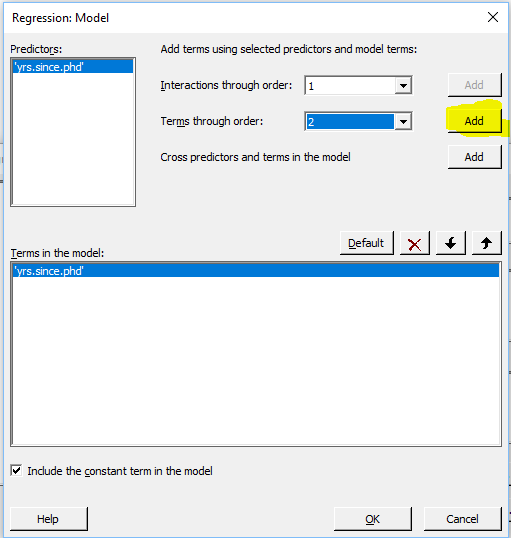 Regression: Model
Predictors:
'yrs.since.phd'
Add terms using selected predictors and model terms:
Interactions through order:
1
Add
Terms through order:
2
Add
Cross predictors and terms in the model
Add
Default
Terms in the model:
'yrs.since.phd'
Include the constant term in the model
Help
OK
Cancel